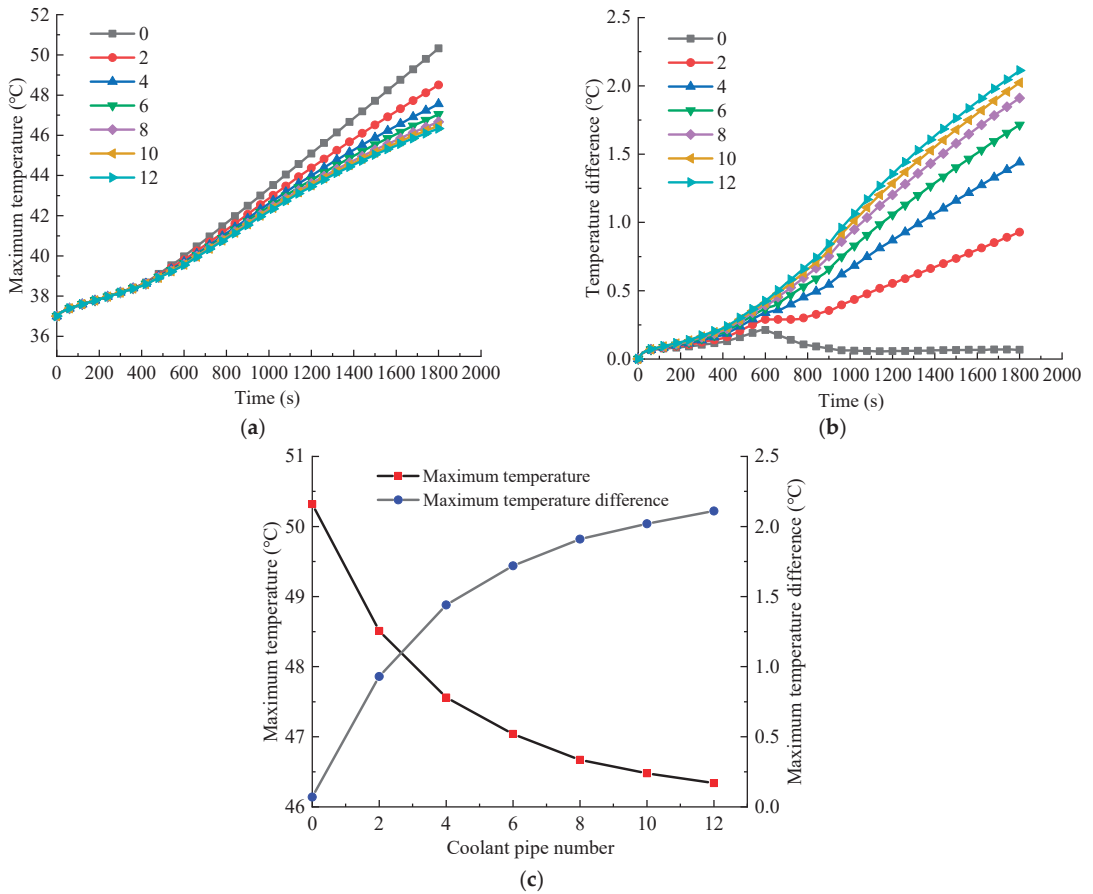 52
50
48
46
44
42
40
38
36
Maximum temperature (°C)
0
2
4
6
8
10
12
0 200 400 600 800 1000 1200 1400 1600 1800 2000
Time (s)
(a)
2.5
2.0
1.5
1.0
0.5
0.0
Temperature difference (°C)
0
2
4
6
8
10
12
0 200 400 600 800 1000 1200 1400 1600 1800 2000
Time (s)
(b)
51
50
49
48
47
46
Maximum temperature (°C)
Maximum temperature
Maximum temperature difference
2.5
2.0
1.5
1.0
0.5
0.0
Maximum temperature difference (°C)
0 2 4 6 8 10 12
Coolant pipe number
(c)